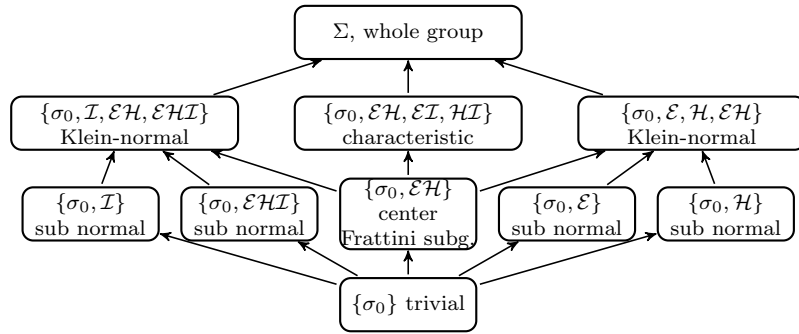 Σ, whole group
{σ₀, ℐ, ℰℋ, ℰℋℐ}
Klein-normal
{σ₀, ℰℋ, ℰℐ, ℋℐ}
characteristic
{σ₀, ℰ, ℋ, ℰℋ}
Klein-normal
{σ₀, ℐ}
sub normal
{σ₀, ℰℋℐ}
sub normal
{σ₀, ℰℋ}
center
Frattini subg.
{σ₀, ℰ}
sub normal
{σ₀, ℋ}
sub normal
{σ₀} trivial